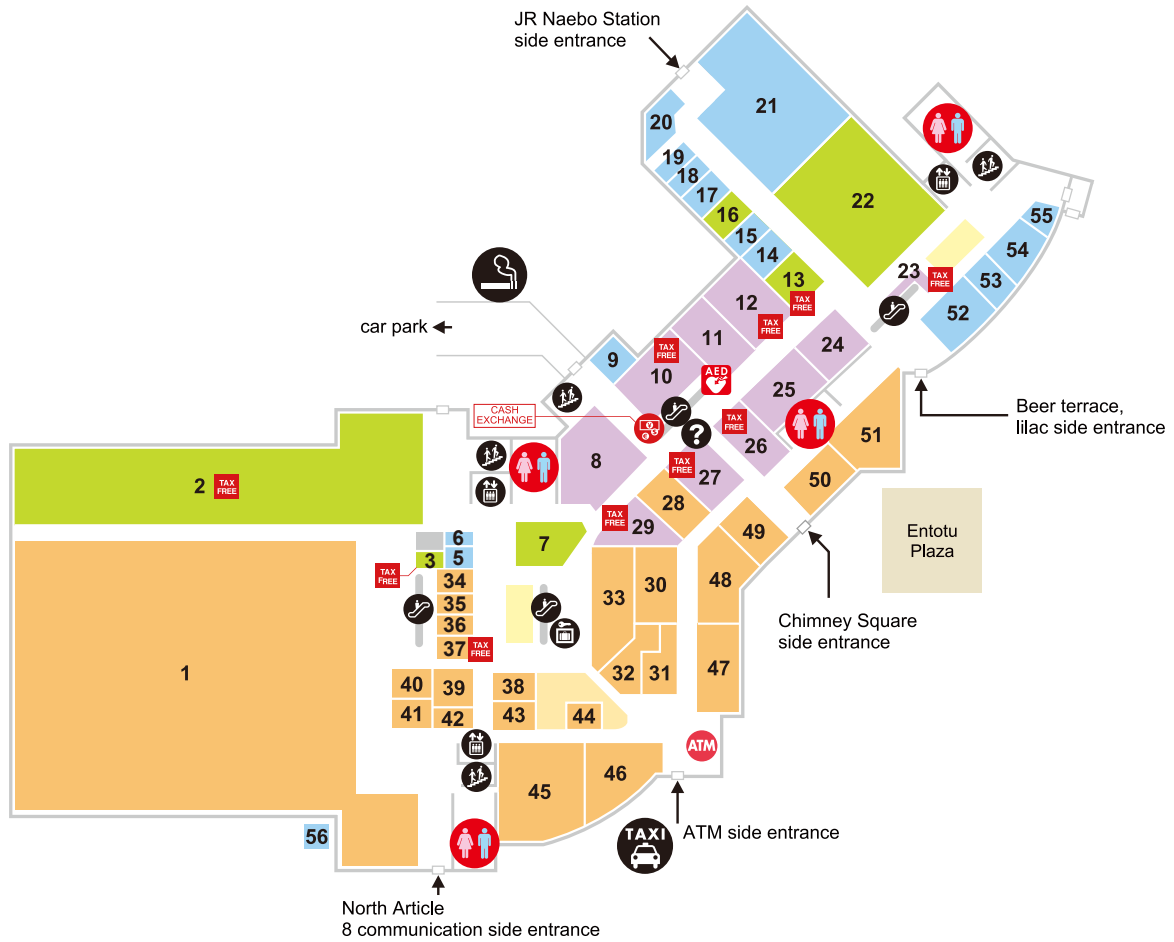 JR Naebo Station
side entrance
21
20
19
18
17
16
15
14
13
TAX
FREE
22
55
54
53
52
23
TAX
FREE
12
TAX
FREE
11
TAX
FREE
10
9
car park
AED
24
25
TAX
FREE
26
CASH
EXCHANGE
?
TAX
FREE
27
8
28
TAX
FREE
29
51
50
49
Beer terrace,
lilac side entrance
Entotu
Plaza
2
TAX
FREE
6
5
3
TAX
FREE
7
34
35
36
37
TAX
FREE
33
30
48
Chimney Square
side entrance
1
32
31
47
40
39
38
41
42
43
44
45
46
ATM
56
TAXI
ATM side entrance
North Article
8 communication side entrance